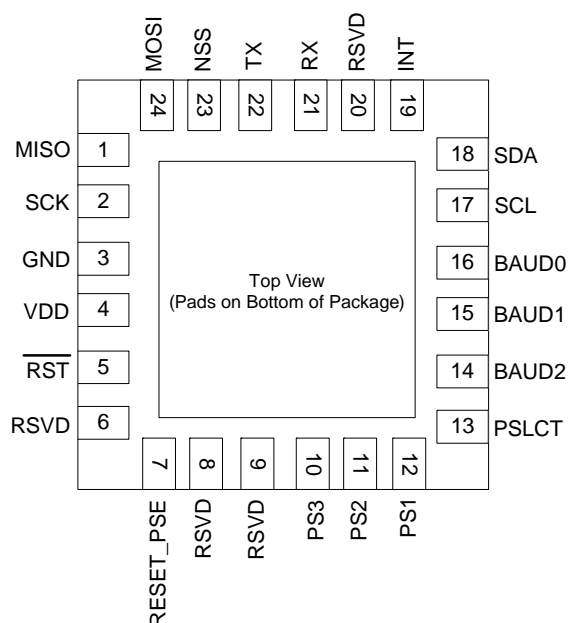 MOSI
NSS
TX
RX
RSVD
INT
24
23
22
21
20
19
MISO 1
SCK 2
GND 3
VDD 4
RST 5
RSVD 6
18 SDA
17 SCL
16 BAUD0
15 BAUD1
14 BAUD2
13 PSLCT
Top View
(Pads on Bottom of Package)
7
8
9
10
11
12
RESET_PSE
RSVD
RSVD
PS3
PS2
PS1